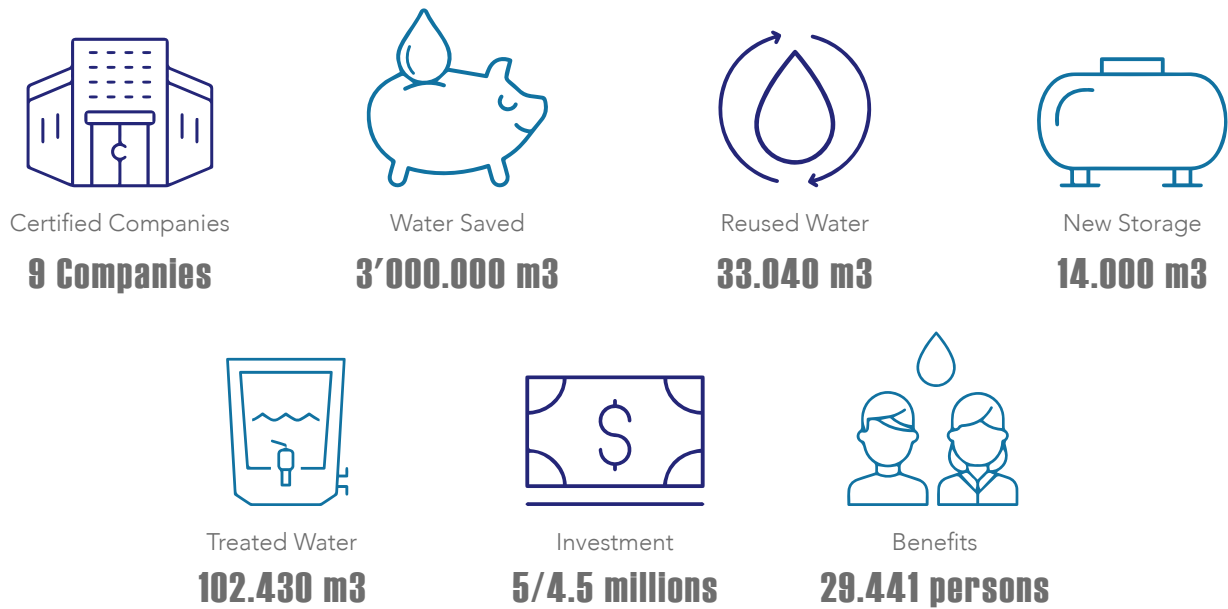 Certified Companies
9 Companies
Water Saved
3′000.000 m3
Reused Water
33.040 m3
New Storage
14.000 m3
Treated Water
102.430 m3
Investment
5/4.5 millions
Benefits
29.441 persons